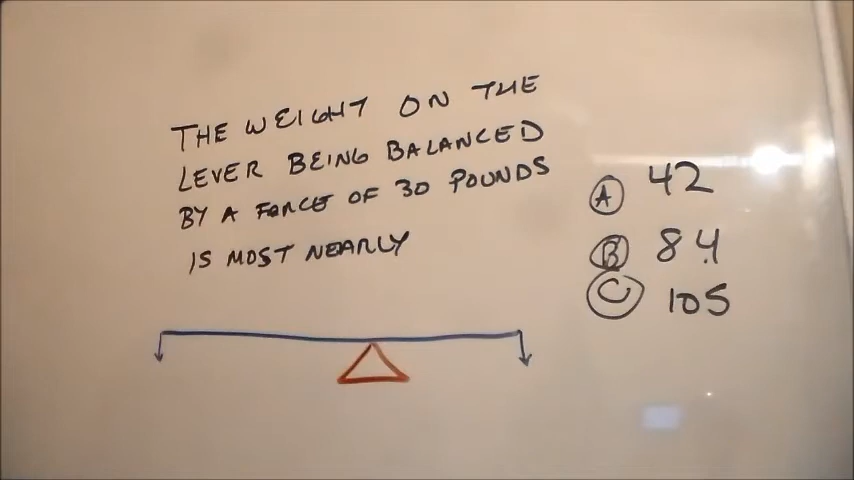 THE WEIGHT ON THE
LEVER BEING BALANCED
BY A FORCE OF 30 POUNDS
IS MOST NEARLY
A 42
B 84
C 105